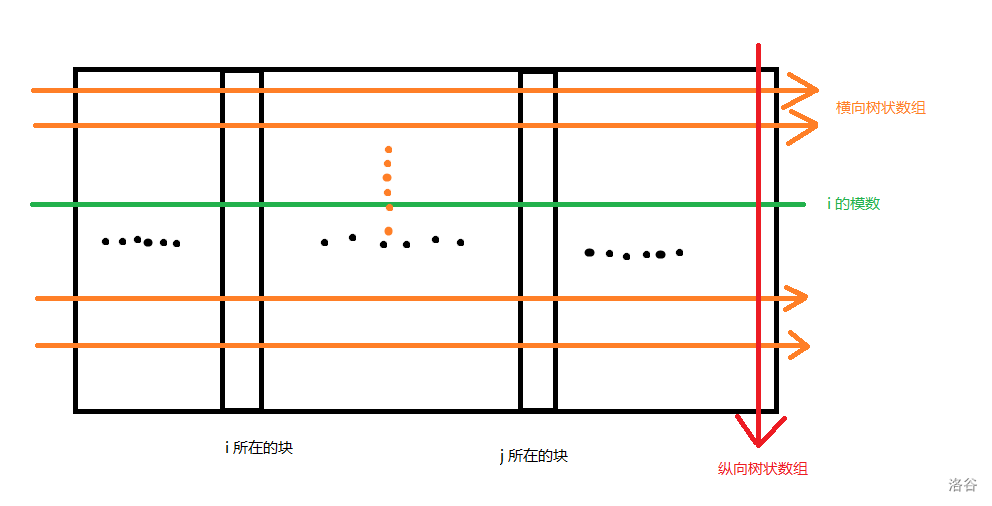 横向树状数组
i 的模数
i 所在的块
j 所在的块
纵向树状数组
洛谷